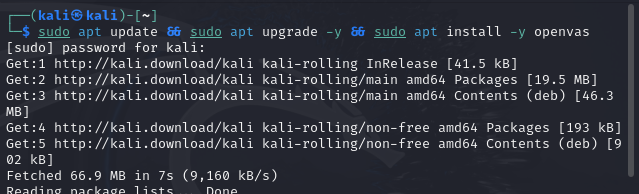 ┌──(kali㉿kali)-[~]
└─$ sudo apt update && sudo apt upgrade -y && sudo apt install -y openvas
[sudo] password for kali:
Get:1 http://kali.download/kali kali-rolling InRelease [41.5 kB]
Get:2 http://kali.download/kali kali-rolling/main amd64 Packages [19.5 MB]
Get:3 http://kali.download/kali kali-rolling/main amd64 Contents (deb) [46.3
MB]
Get:4 http://kali.download/kali kali-rolling/non-free amd64 Packages [193 kB]
Get:5 http://kali.download/kali kali-rolling/non-free amd64 Contents (deb) [9
02 kB]
Fetched 66.9 MB in 7s (9,160 kB/s)
Reading package lists... Done